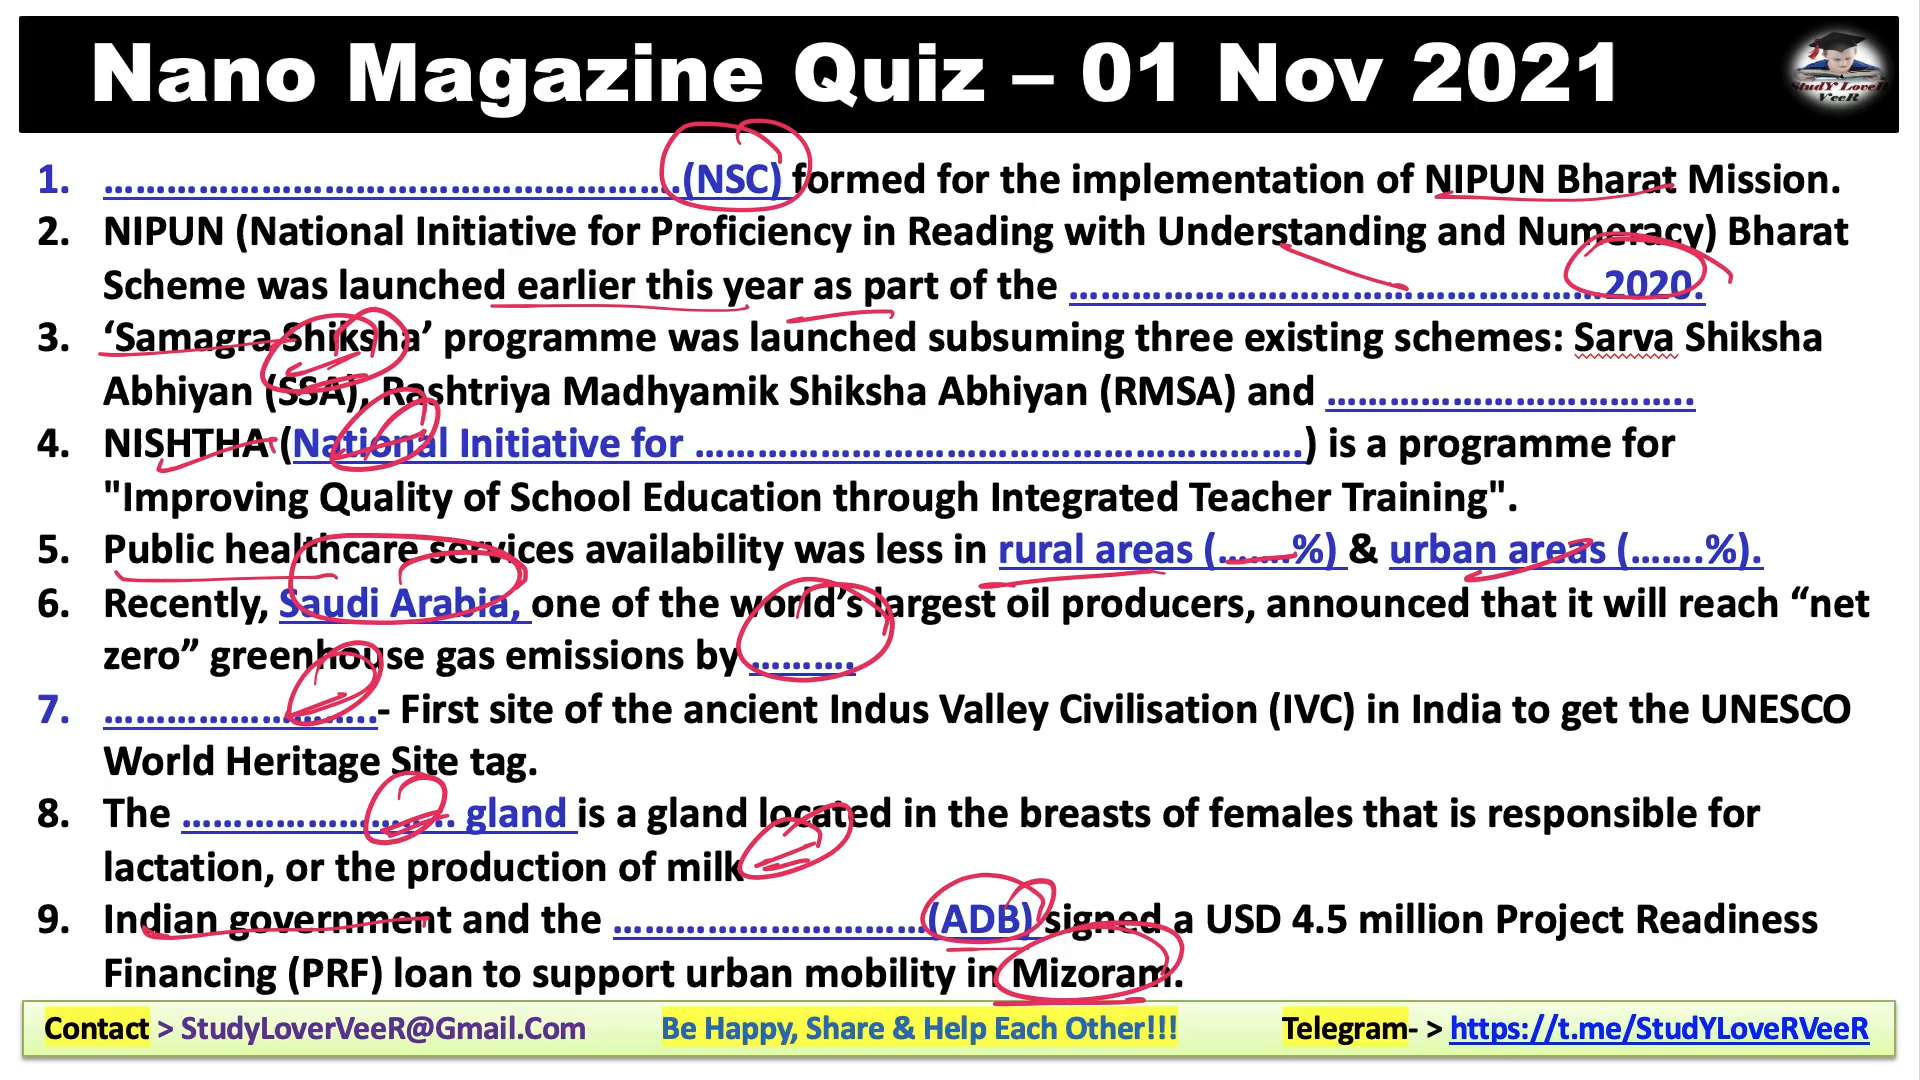 Nano Magazine Quiz – 01 Nov 2021
StudY LoveR
VeeR
1. ……………………………………………….(NSC) formed for the implementation of NIPUN Bharat Mission.
2. NIPUN (National Initiative for Proficiency in Reading with Understanding and Numeracy) Bharat
Scheme was launched earlier this year as part of the ……………………………………………2020.
3. ‘Samagra Shiksha’ programme was launched subsuming three existing schemes: Sarva Shiksha
Abhiyan (SSA), Rashtriya Madhyamik Shiksha Abhiyan (RMSA) and ……………………………..
4. NISHTHA (National Initiative for ………………………………………………….) is a programme for
"Improving Quality of School Education through Integrated Teacher Training".
5. Public healthcare services availability was less in rural areas (…….%) & urban areas (…….%).
6. Recently, Saudi Arabia, one of the world’s largest oil producers, announced that it will reach “net
zero” greenhouse gas emissions by ……….
7. ……………………..- First site of the ancient Indus Valley Civilisation (IVC) in India to get the UNESCO
World Heritage Site tag.
8. The …………………….. gland is a gland located in the breasts of females that is responsible for
lactation, or the production of milk
9. Indian government and the …………………………(ADB) signed a USD 4.5 million Project Readiness
Financing (PRF) loan to support urban mobility in Mizoram.
Contact > StudyLoverVeeR@Gmail.Com Be Happy, Share & Help Each Other!!! Telegram- > https://t.me/StudYLoveRVeeR